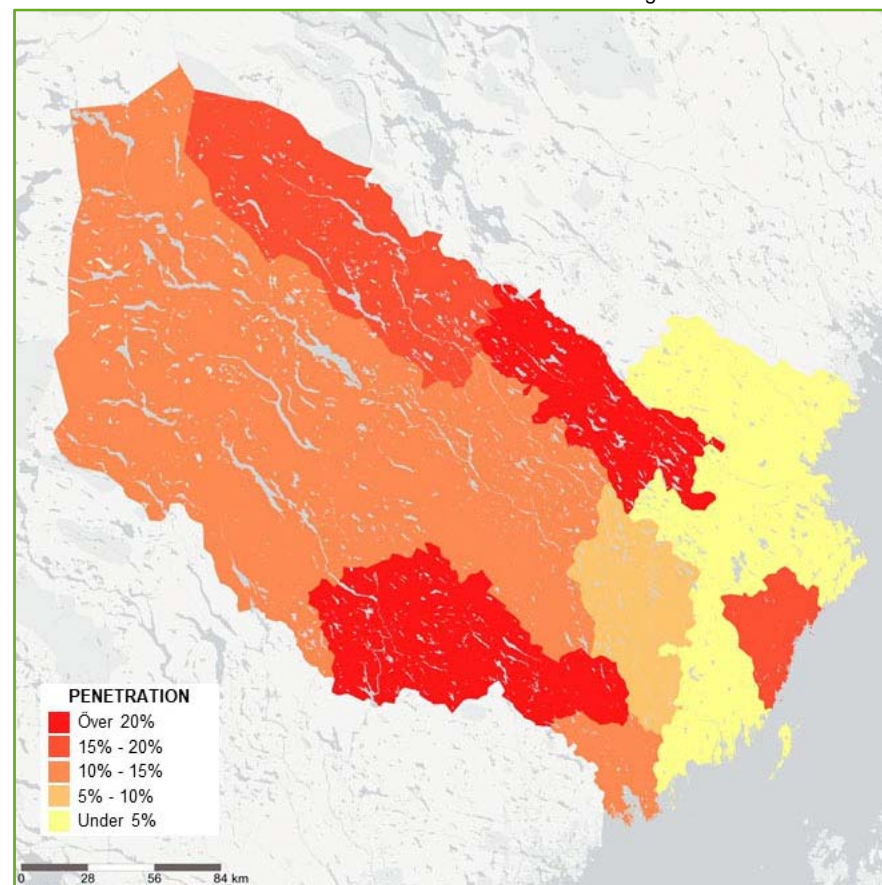 PENETRATION
Över 20%
15% - 20%
10% - 15%
5% - 10%
Under 5%
0 28 56 84 km